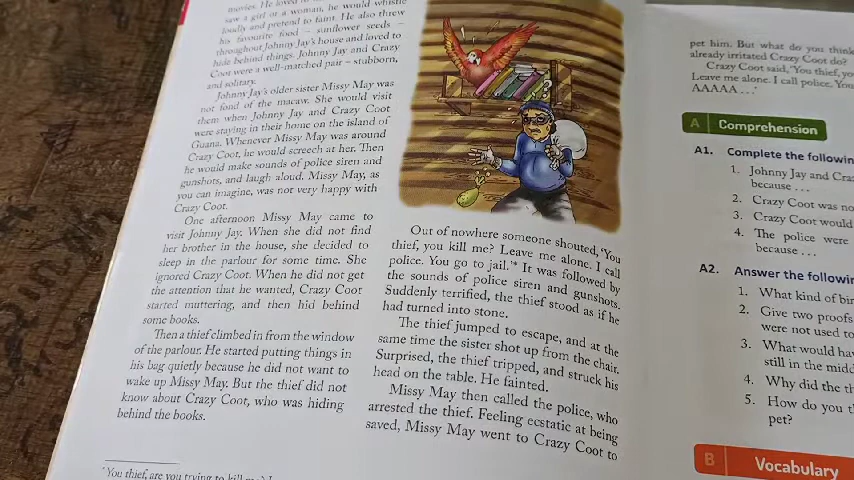 movies. He loved
saw a girl or a woman, he would whistle
loudly and pretend to faint. He also threw
his favourite food – sunflower seeds –
throughout Johnny Jay's house and loved to
hide behind things. Johnny Jay and Crazy
Coot were a well-matched pair – stubborn,
and solitary.
Johnny Jay's older sister Missy May was
not fond of the macaw. She would visit
them when Johnny Jay and Crazy Coot
were staying in their home on the island of
Guana. Whenever Missy May was around
Crazy Coot, he would screech at her. Then
he would make sounds of police siren and
gunshots, and laugh aloud. Missy May, as
you can imagine, was not very happy with
Crazy Coot.
One afternoon Missy May came to
visit Johnny Jay. When she did not find
her brother in the house, she decided to
sleep in the parlour for some time. She
ignored Crazy Coot. When he did not get
the attention that he wanted, Crazy Coot
started muttering, and then hid behind
some books.
Then a thief climbed in from the window
of the parlour. He started putting things in
his bag quietly because he did not want to
wake up Missy May. But the thief did not
know about Crazy Coot, who was hiding
behind the books.
'You thief, are you trying to kill me?
Out of nowhere someone shouted, 'You
thief, you kill me? Leave me alone. I call
police. You go to jail.'* It was followed by
the sounds of police siren and gunshots.
Suddenly terrified, the thief stood as if he
had turned into stone.
The thief jumped to escape, and at the
same time the sister shot up from the chair.
Surprised, the thief tripped, and struck his
head on the table. He fainted.
Missy May then called the police, who
arrested the thief. Feeling ecstatic at being
saved, Missy May went to Crazy Coot to
pet him. But what do you think
already irritated Crazy Coot do?
Crazy Coot said, 'You thief, you
Leave me alone. I call police. You
AAAAA . . .'
A Comprehension
A1. Complete the
1. Johnny Jay and
because . . .
2. Crazy Coot was
3. Crazy Coot would
4. The police were
because . . .
A2. Answer the
1. What kind of
2. Give two proofs
were not used to
3. What would
still in the
4. Why did the
5. How do you
pet?
B Vocabulary